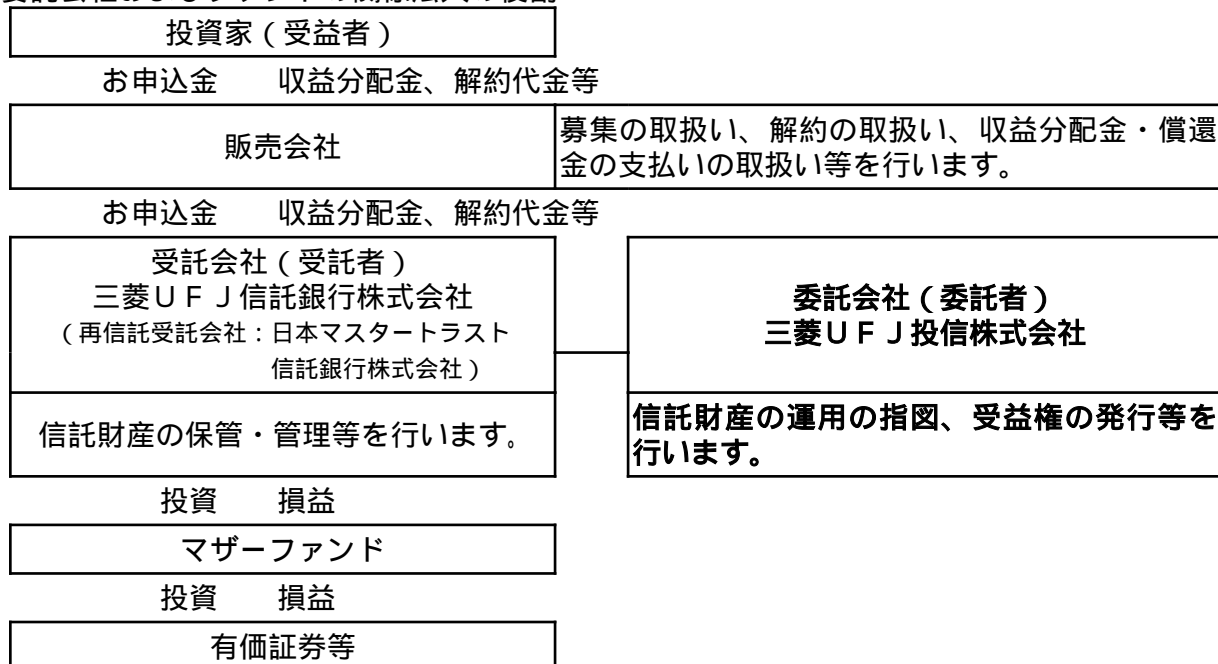 投資家（受益者）
お申込金　　収益分配金、解約代金等
販売会社
募集の取扱い、解約の取扱い、収益分配金・償還
金の支払いの取扱い等を行います。
お申込金　　収益分配金、解約代金等
受託会社（受託者）
三菱ＵＦＪ信託銀行株式会社
（再信託受託会社：日本マスタートラスト
信託銀行株式会社）
委託会社（委託者）
三菱ＵＦＪ投信株式会社
信託財産の保管・管理等を行います。
信託財産の運用の指図、受益権の発行等を
行います。
投資　　損益
マザーファンド
投資　　損益
有価証券等